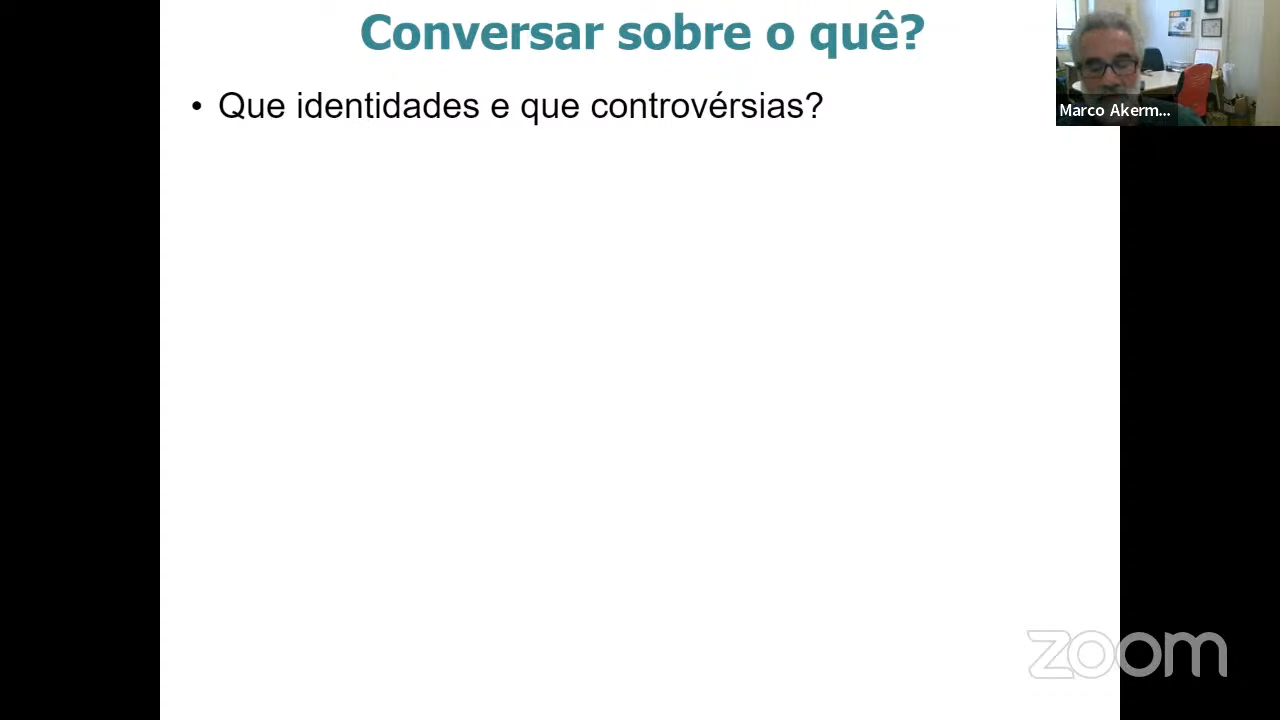 Conversar sobre o quê?
• Que identidades e que controvérsias?
Marco Akerm...
zoom